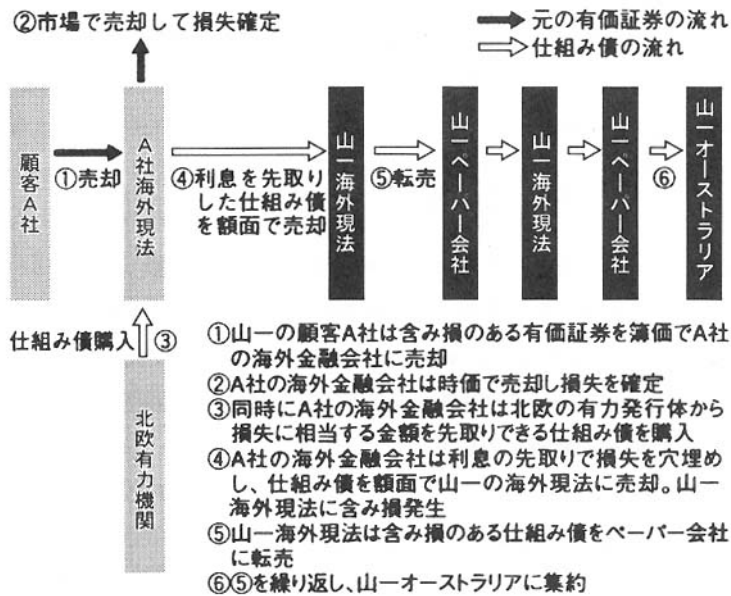 ②市場で売却して損失確定
元の有価証券の流れ
仕組み債の流れ
顧客A社
①売却
A社海外現法
④利息を先取り
した仕組み債
を額面で売却
山一海外現法
⑤転売
山一ペーパー会社
山一海外現法
山一ペーパー会社
⑥
山一オーストラリア
仕組み債購入
③
北欧有力機関
①山一の顧客A社は含み損のある有価証券を簿価でA社
の海外金融会社に売却
②A社の海外金融会社は時価で売却し損失を確定
③同時にA社の海外金融会社は北欧の有力発行体から
損失に相当する金額を先取りできる仕組み債を購入
④A社の海外金融会社は利息の先取りで損失を穴埋め
し、仕組み債を額面で山一の海外現法に売却。山一
海外現法に含み損発生
⑤山一海外現法は含み損のある仕組み債をペーパー会社
に転売
⑥⑤を繰り返し、山一オーストラリアに集約